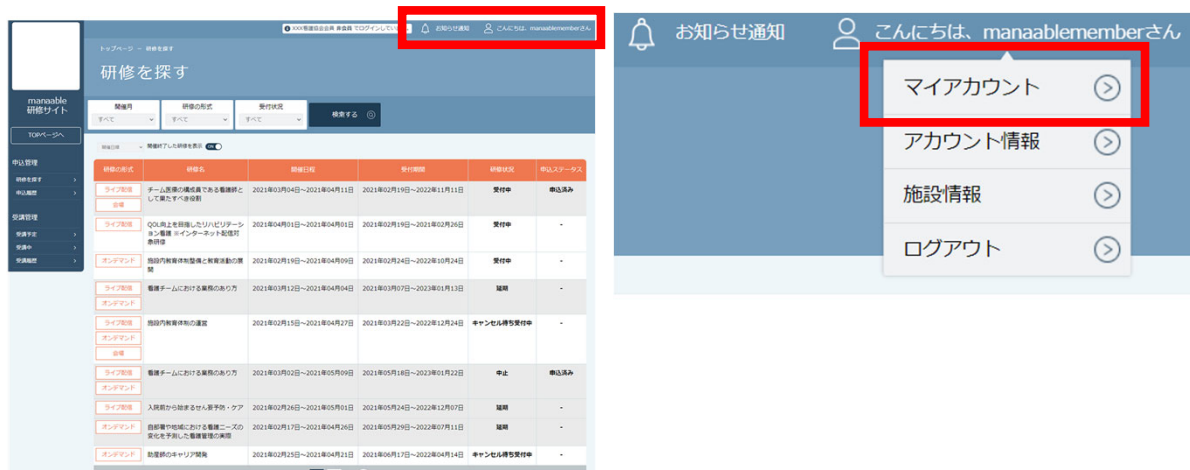 XXX看護協会会員 非会員 でログインしてい
お知らせ通知
こんにちは、manaablememberさん
トップページ － 研修を探す
研修を探す
manaable
研修サイト
TOPページへ
申込管理
研修を探す
申込履歴
受講管理
受講予定
受講中
受講履歴
開催月
研修の形式
受付状況
すべて
すべて
すべて
検索する
開催日順
開催終了した研修を表示 ON
研修の形式 研修名 開催日程 受付期間 研修状況 申込ステータス
ライブ配信 チーム医療の構成員である看護師と 2021年03月04日～2021年04月11日 2021年02月19日～2022年11月11日 受付中 申込済み
会場 して果たすべき役割
ライブ配信 QOL向上を目指したリハビリテーシ 2021年04月01日～2021年04月01日 2021年02月19日～2021年02月26日 受付中 -
ョン看護 ※インターネット配信対
象研修
オンデマンド 施設内教育体制整備と教育活動の展 2021年02月19日～2021年04月09日 2021年02月24日～2022年10月24日 受付中 -
開
ライブ配信 看護チームにおける業務のあり方 2021年03月12日～2021年04月04日 2021年03月07日～2023年01月13日 延期 -
オンデマンド
ライブ配信 施設内教育体制の運営 2021年02月15日～2021年04月27日 2021年03月22日～2022年12月24日 キャンセル待ち受付中 -
オンデマンド
会場
ライブ配信 看護チームにおける業務のあり方 2021年03月02日～2021年05月09日 2021年05月18日～2023年01月22日 中止 申込済み
オンデマンド
ライブ配信 入院前から始まるせん妄予防・ケア 2021年02月26日～2021年05月01日 2021年05月24日～2022年12月07日 延期 -
オンデマンド 自部署や地域における看護ニーズの 2021年02月17日～2021年04月26日 2021年05月29日～2022年07月11日 延期 -
変化を予測した看護管理の実際
オンデマンド 助産師のキャリア開発 2021年02月25日～2021年04月21日 2021年06月17日～2022年04月14日 キャンセル待ち受付中 -
お知らせ通知
こんにちは、manaablememberさん
マイアカウント
アカウント情報
施設情報
ログアウト